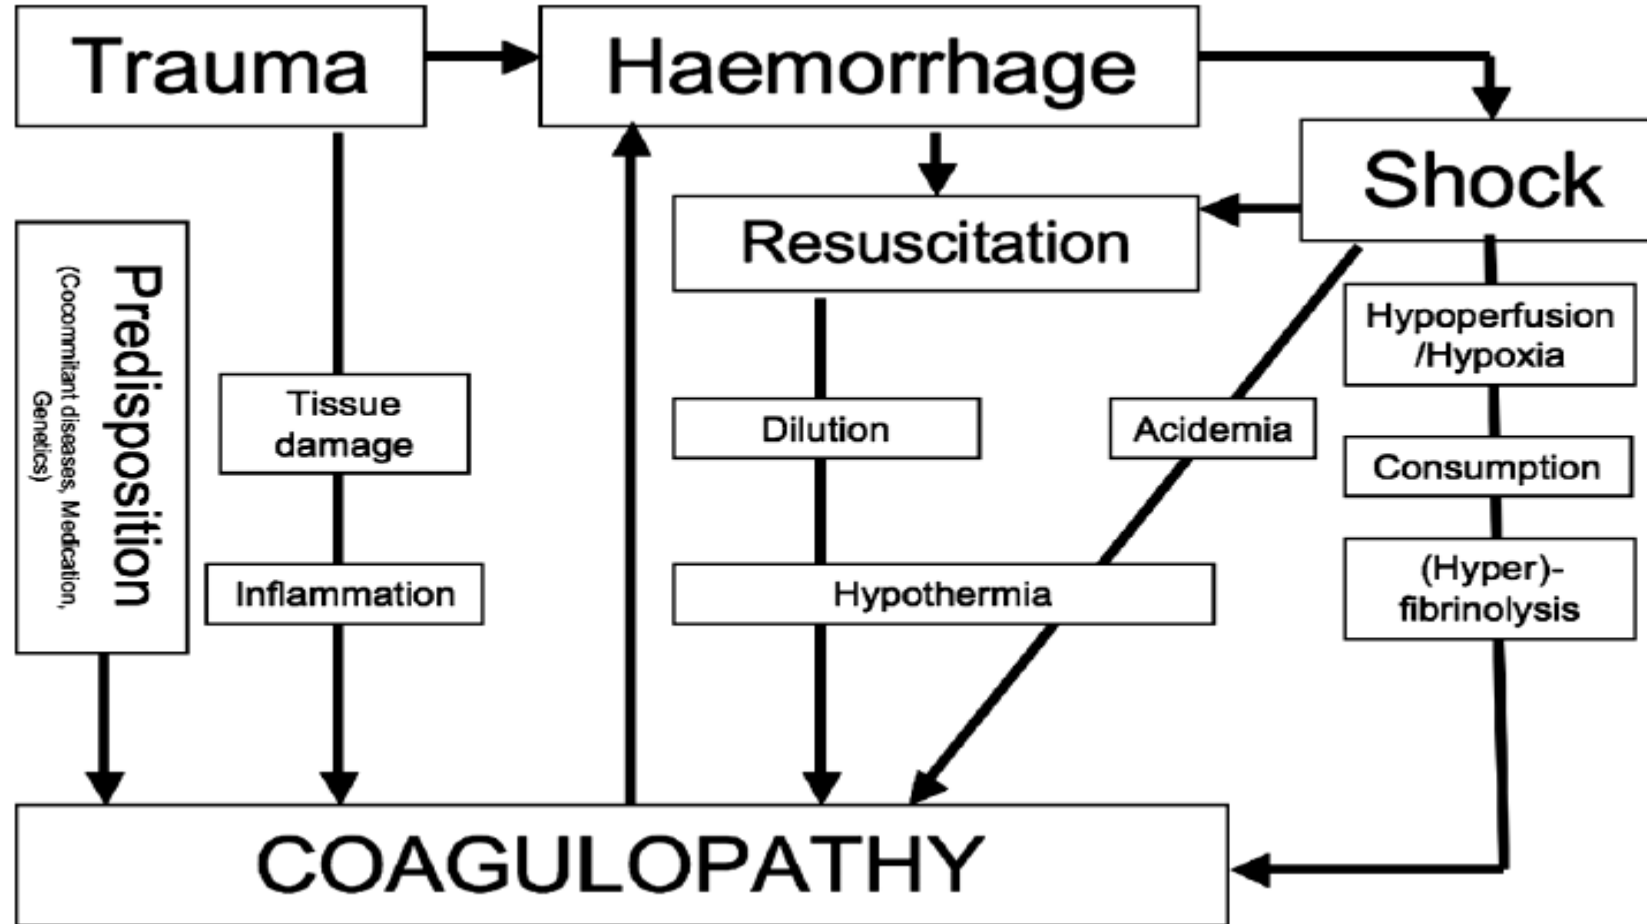 Trauma
Haemorrhage
Shock
Resuscitation
Predisposition
(Cocommitant diseases, Medication,
Genetics)
Hypoperfusion
/Hypoxia
Tissue
damage
Dilution
Acidemia
Consumption
Inflammation
Hypothermia
(Hyper)-
fibrinolysis
COAGULOPATHY